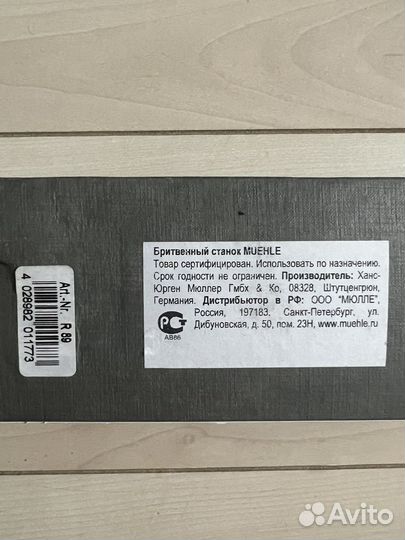 Бритвенный станок MUEHLE
Товар сертифицирован. Использовать по назначению.
Срок годности не ограничен. Производитель: Ханс-
Юрген Мюллер Гмбх & Ко, 08328, Штутценгрюн,
Германия. Дистрибьютор в РФ: ООО "МЮЛЛЕ",
Россия, 197183, Санкт-Петербург, ул.
Дибуновская, д. 50, пом. 23Н, www.muehle.ru
АВ86
Art.-Nr. R 89
4 028982 011773
Avito